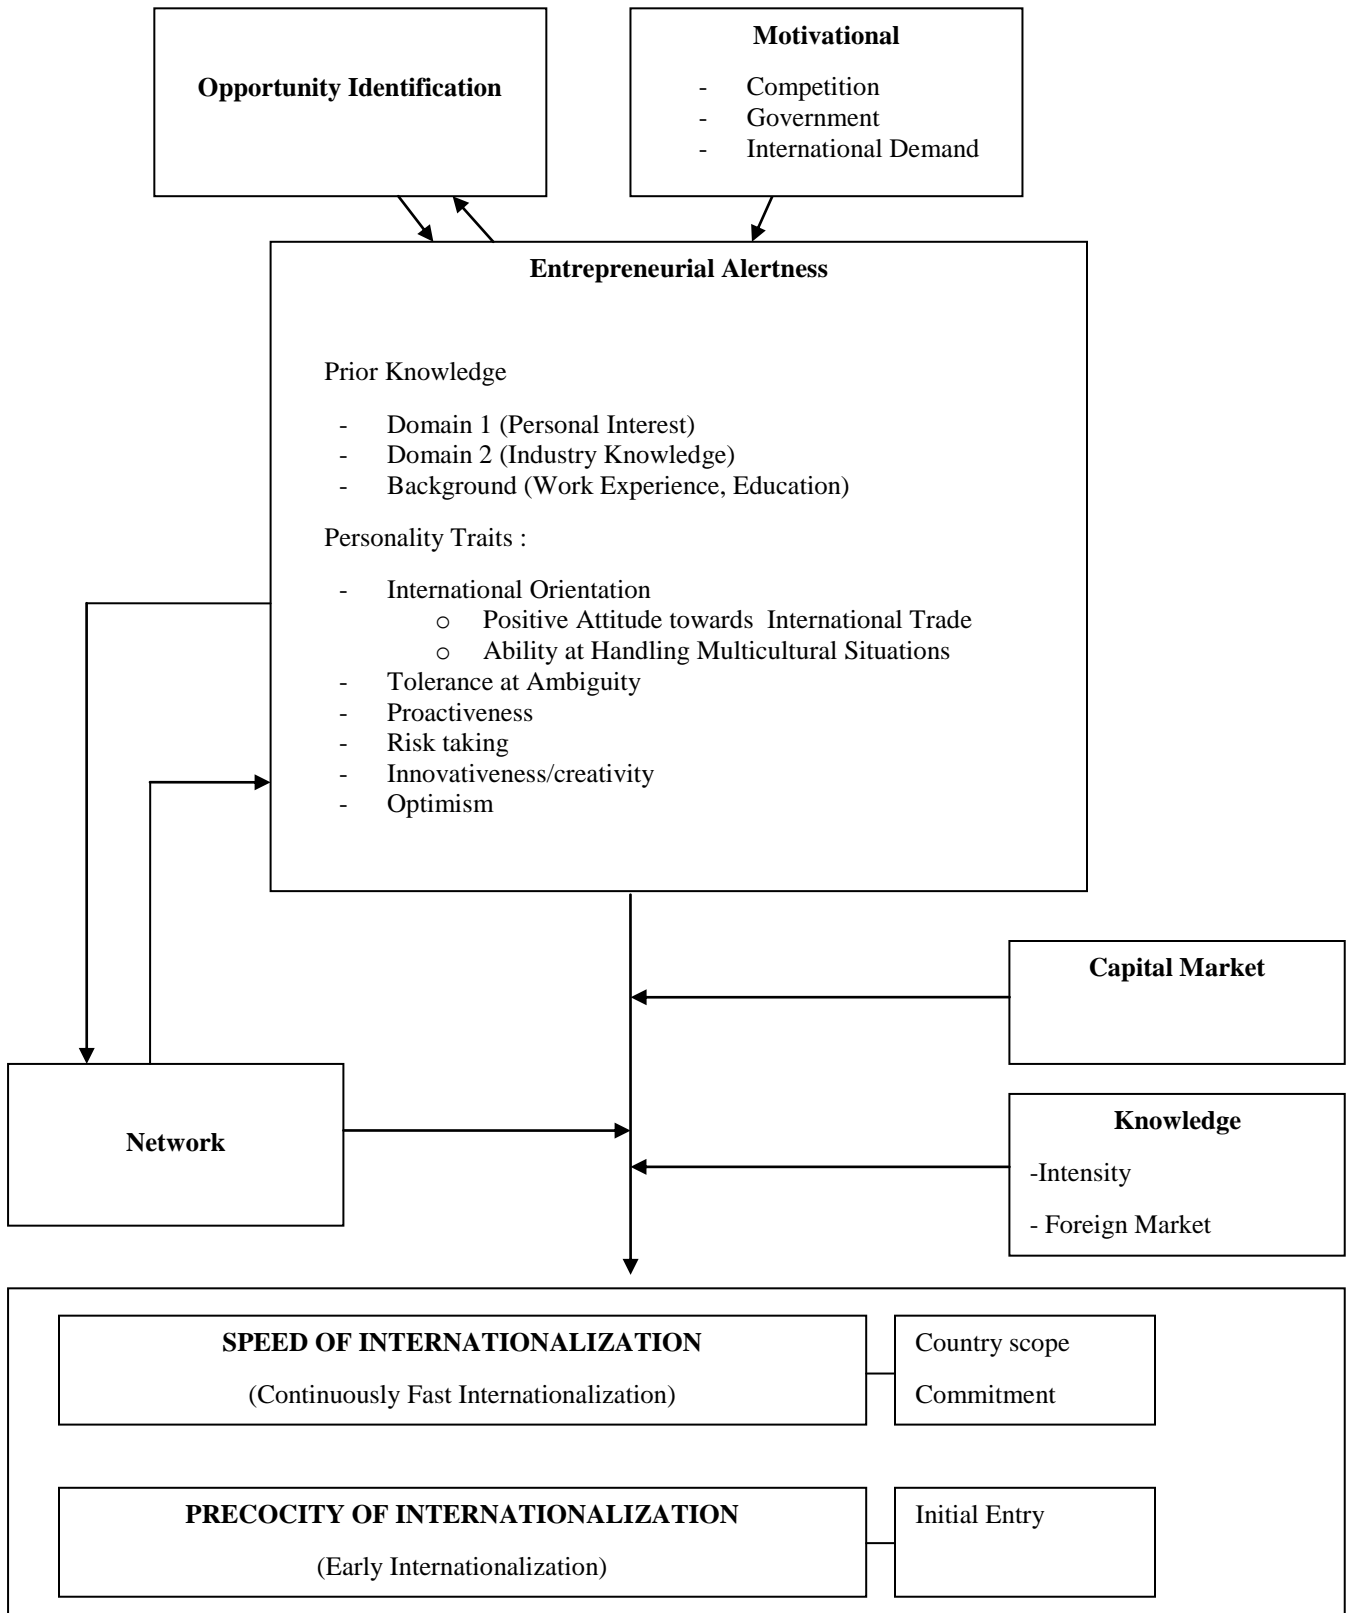 Opportunity Identification
Motivational
- Competition
- Government
- International Demand
Entrepreneurial Alertness
Prior Knowledge
- Domain 1 (Personal Interest)
- Domain 2 (Industry Knowledge)
- Background (Work Experience, Education)
Personality Traits :
- International Orientation
o Positive Attitude towards International Trade
o Ability at Handling Multicultural Situations
- Tolerance at Ambiguity
- Proactiveness
- Risk taking
- Innovativeness/creativity
- Optimism
Capital Market
Network
Knowledge
-Intensity
- Foreign Market
SPEED OF INTERNATIONALIZATION
(Continuously Fast Internationalization)
Country scope
Commitment
PRECOCITY OF INTERNATIONALIZATION
(Early Internationalization)
Initial Entry